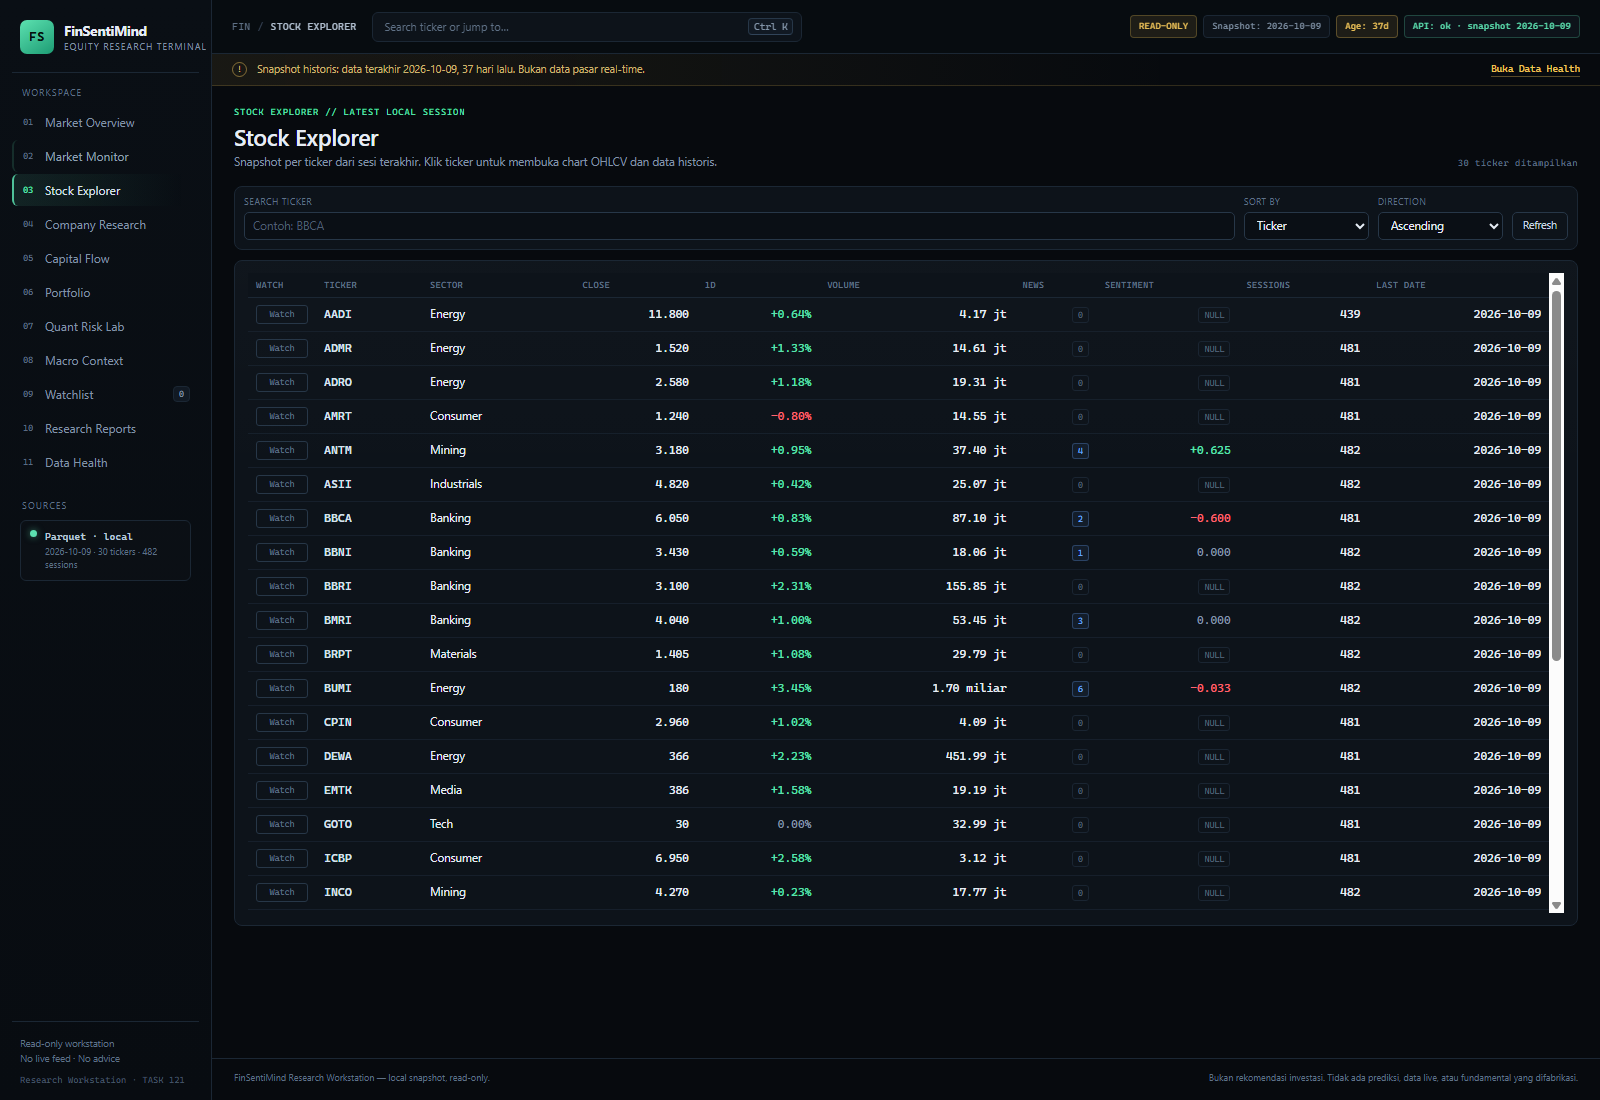 FS
FinSentiMind
EQUITY RESEARCH TERMINAL
WORKSPACE
01 Market Overview
02 Market Monitor
03 Stock Explorer
04 Company Research
05 Capital Flow
06 Portfolio
07 Quant Risk Lab
08 Macro Context
09 Watchlist 0
10 Research Reports
11 Data Health
SOURCES
Parquet · local
2026-10-09 · 30 tickers · 482
sessions
Read-only workstation
No live feed · No advice
Research Workstation · TASK 121
FIN / STOCK EXPLORER
Search ticker or jump to... Ctrl K
READ-ONLY
Snapshot: 2026-10-09
Age: 37d
API: ok · snapshot 2026-10-09
! Snapshot historis: data terakhir 2026-10-09, 37 hari lalu. Bukan data pasar real-time.
Buka Data Health
STOCK EXPLORER // LATEST LOCAL SESSION
Stock Explorer
Snapshot per ticker dari sesi terakhir. Klik ticker untuk membuka chart OHLCV dan data historis.
30 ticker ditampilkan
SEARCH TICKER SORT BY DIRECTION
Contoh: BBCA Ticker Ascending Refresh
WATCH TICKER SECTOR CLOSE 1D VOLUME NEWS SENTIMENT SESSIONS LAST DATE
Watch AADI Energy 11.800 +0.64% 4.17 jt 0 NULL 439 2026-10-09
Watch ADMR Energy 1.520 +1.33% 14.61 jt 0 NULL 481 2026-10-09
Watch ADRO Energy 2.580 +1.18% 19.31 jt 0 NULL 481 2026-10-09
Watch AMRT Consumer 1.240 −0.80% 14.55 jt 0 NULL 481 2026-10-09
Watch ANTM Mining 3.180 +0.95% 37.40 jt 4 +0.625 482 2026-10-09
Watch ASII Industrials 4.820 +0.42% 25.07 jt 0 NULL 482 2026-10-09
Watch BBCA Banking 6.050 +0.83% 87.10 jt 2 −0.600 481 2026-10-09
Watch BBNI Banking 3.430 +0.59% 18.06 jt 1 0.000 482 2026-10-09
Watch BBRI Banking 3.100 +2.31% 155.85 jt 0 NULL 482 2026-10-09
Watch BMRI Banking 4.040 +1.00% 53.45 jt 3 0.000 482 2026-10-09
Watch BRPT Materials 1.405 +1.08% 29.79 jt 0 NULL 482 2026-10-09
Watch BUMI Energy 180 +3.45% 1.70 miliar 6 −0.033 482 2026-10-09
Watch CPIN Consumer 2.960 +1.02% 4.09 jt 0 NULL 481 2026-10-09
Watch DEWA Energy 366 +2.23% 451.99 jt 0 NULL 481 2026-10-09
Watch EMTK Media 386 +1.58% 19.19 jt 0 NULL 481 2026-10-09
Watch GOTO Tech 30 0.00% 32.99 jt 0 NULL 481 2026-10-09
Watch ICBP Consumer 6.950 +2.58% 3.12 jt 0 NULL 481 2026-10-09
Watch INCO Mining 4.270 +0.23% 17.77 jt 0 NULL 482 2026-10-09
FinSentiMind Research Workstation — local snapshot, read-only.
Bukan rekomendasi investasi. Tidak ada prediksi, data live, atau fundamental yang difabrikasi.